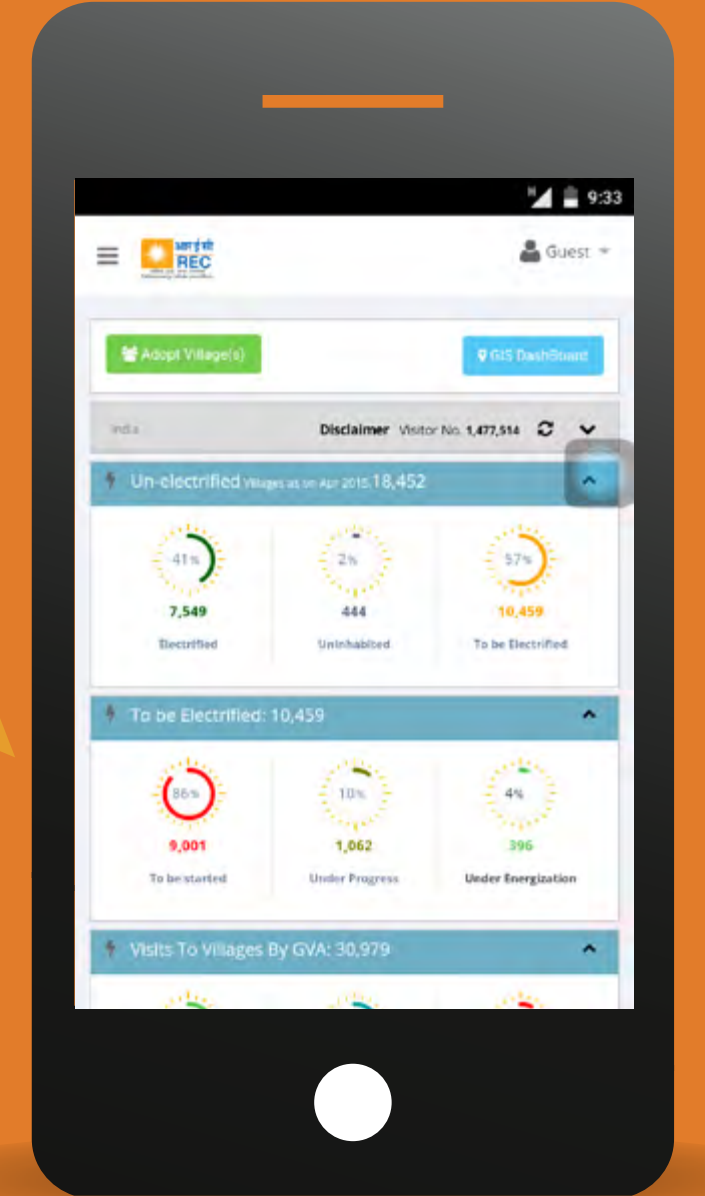 9:33
आर ई सी
REC
Guest
Adopt Village(s)
GIS DashBoard
India
Disclaimer Visitor No. 1,477,514
Un-electrified Villages as on Apr 2015: 18,452
41%
2%
57%
7,549
444
10,459
Electrified
Uninhabited
To be Electrified
To be Electrified: 10,459
86%
10%
4%
9,001
1,062
396
To be started
Under Progress
Under Energization
Visits To Villages By GVA: 30,979